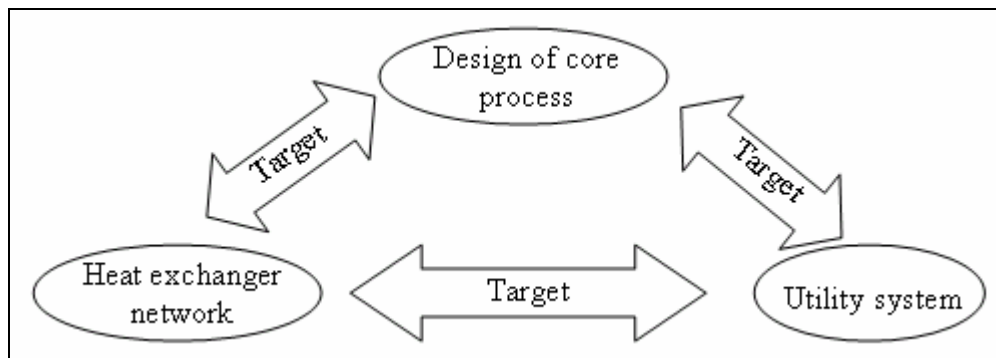 Design of core
process
Target
Target
Heat exchanger
network
Target
Utility system